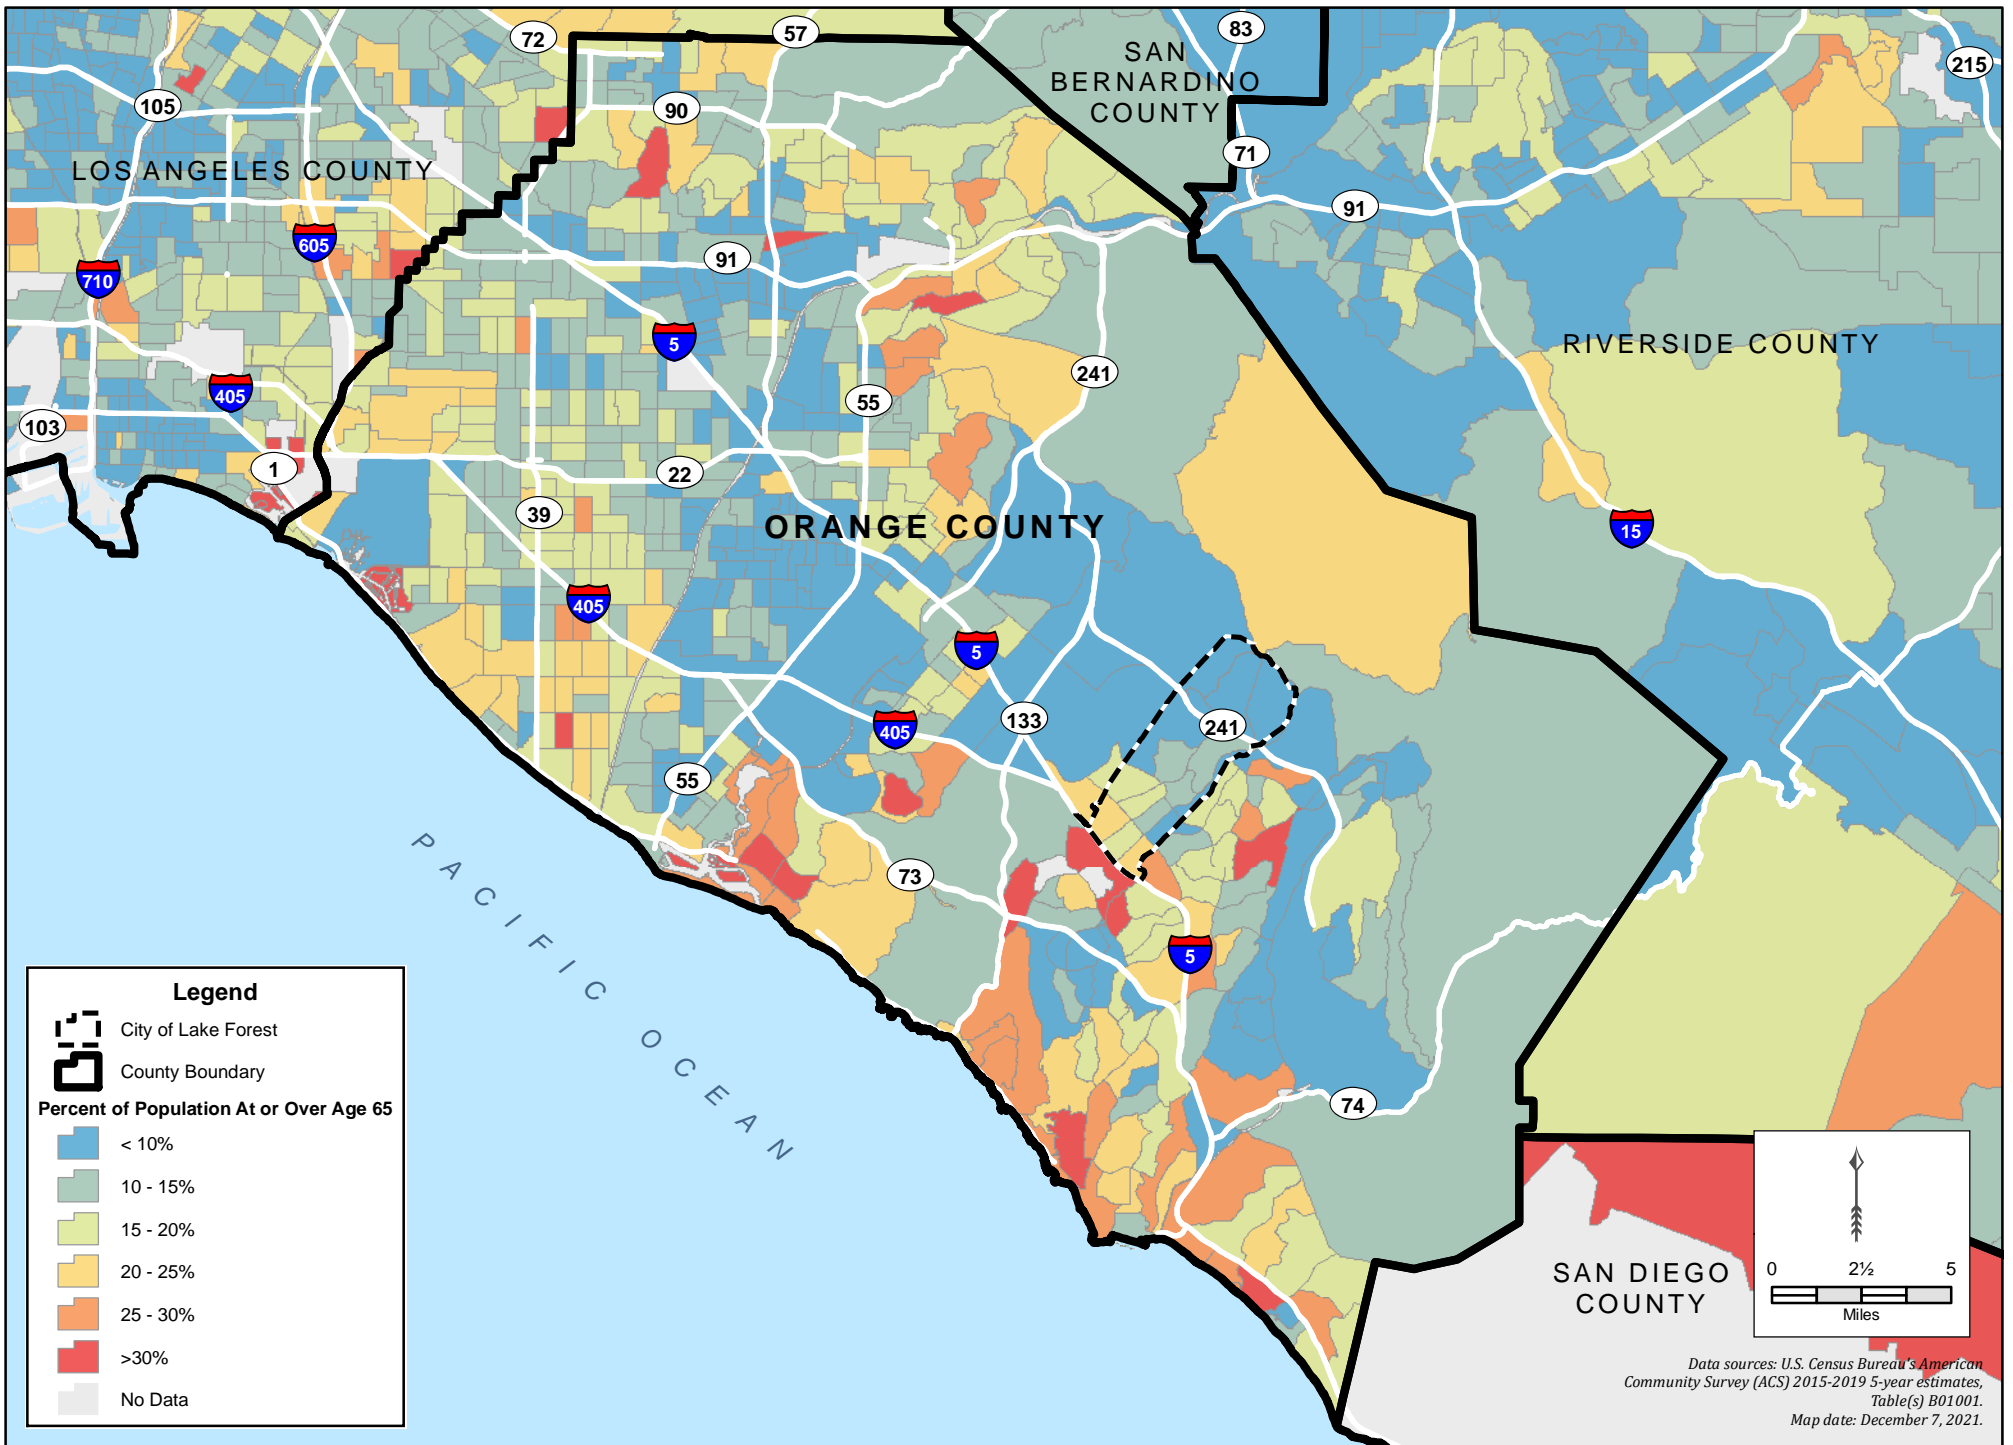 72
57
83
SAN
BERNARDINO
COUNTY
215
105
90
LOS ANGELES COUNTY
71
91
605
91
710
5
RIVERSIDE COUNTY
241
405
55
103
1
22
39
ORANGE COUNTY
15
405
5
133
241
405
55
PACIFIC OCEAN
73
5
74
Legend
City of Lake Forest
County Boundary
Percent of Population At or Over Age 65
< 10%
10 - 15%
15 - 20%
20 - 25%
25 - 30%
>30%
No Data
SAN DIEGO
COUNTY
0 2½ 5
Miles
Data sources: U.S. Census Bureau's American
Community Survey (ACS) 2015-2019 5-year estimates,
Table(s) B01001.
Map date: December 7, 2021.